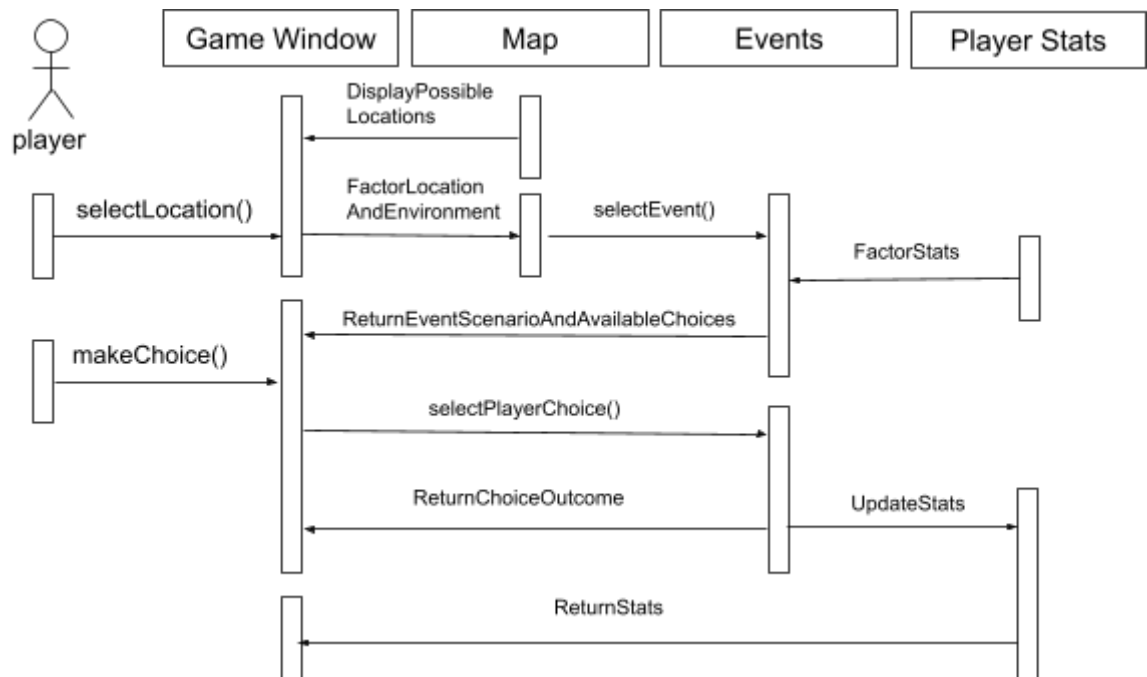 Game Window
Map
Events
Player Stats
player
DisplayPossible
Locations
selectLocation()
FactorLocation
AndEnvironment
selectEvent()
FactorStats
ReturnEventScenarioAndAvailableChoices
makeChoice()
selectPlayerChoice()
ReturnChoiceOutcome
UpdateStats
ReturnStats